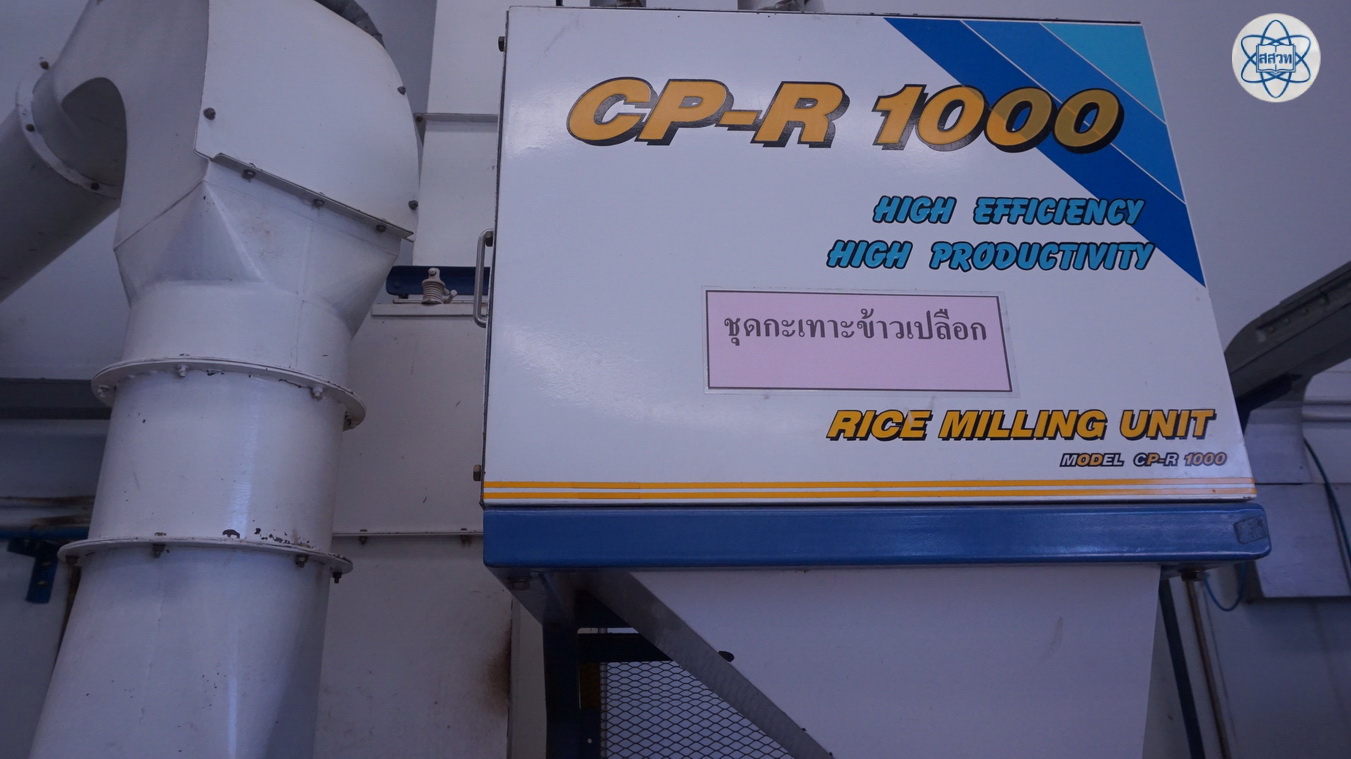 สสวท
CP-R 1000
HIGH EFFICIENCY
HIGH PRODUCTIVITY
ชุดกะเทาะข้าวเปลือก
RICE MILLING UNIT
MODEL CP-R 1000